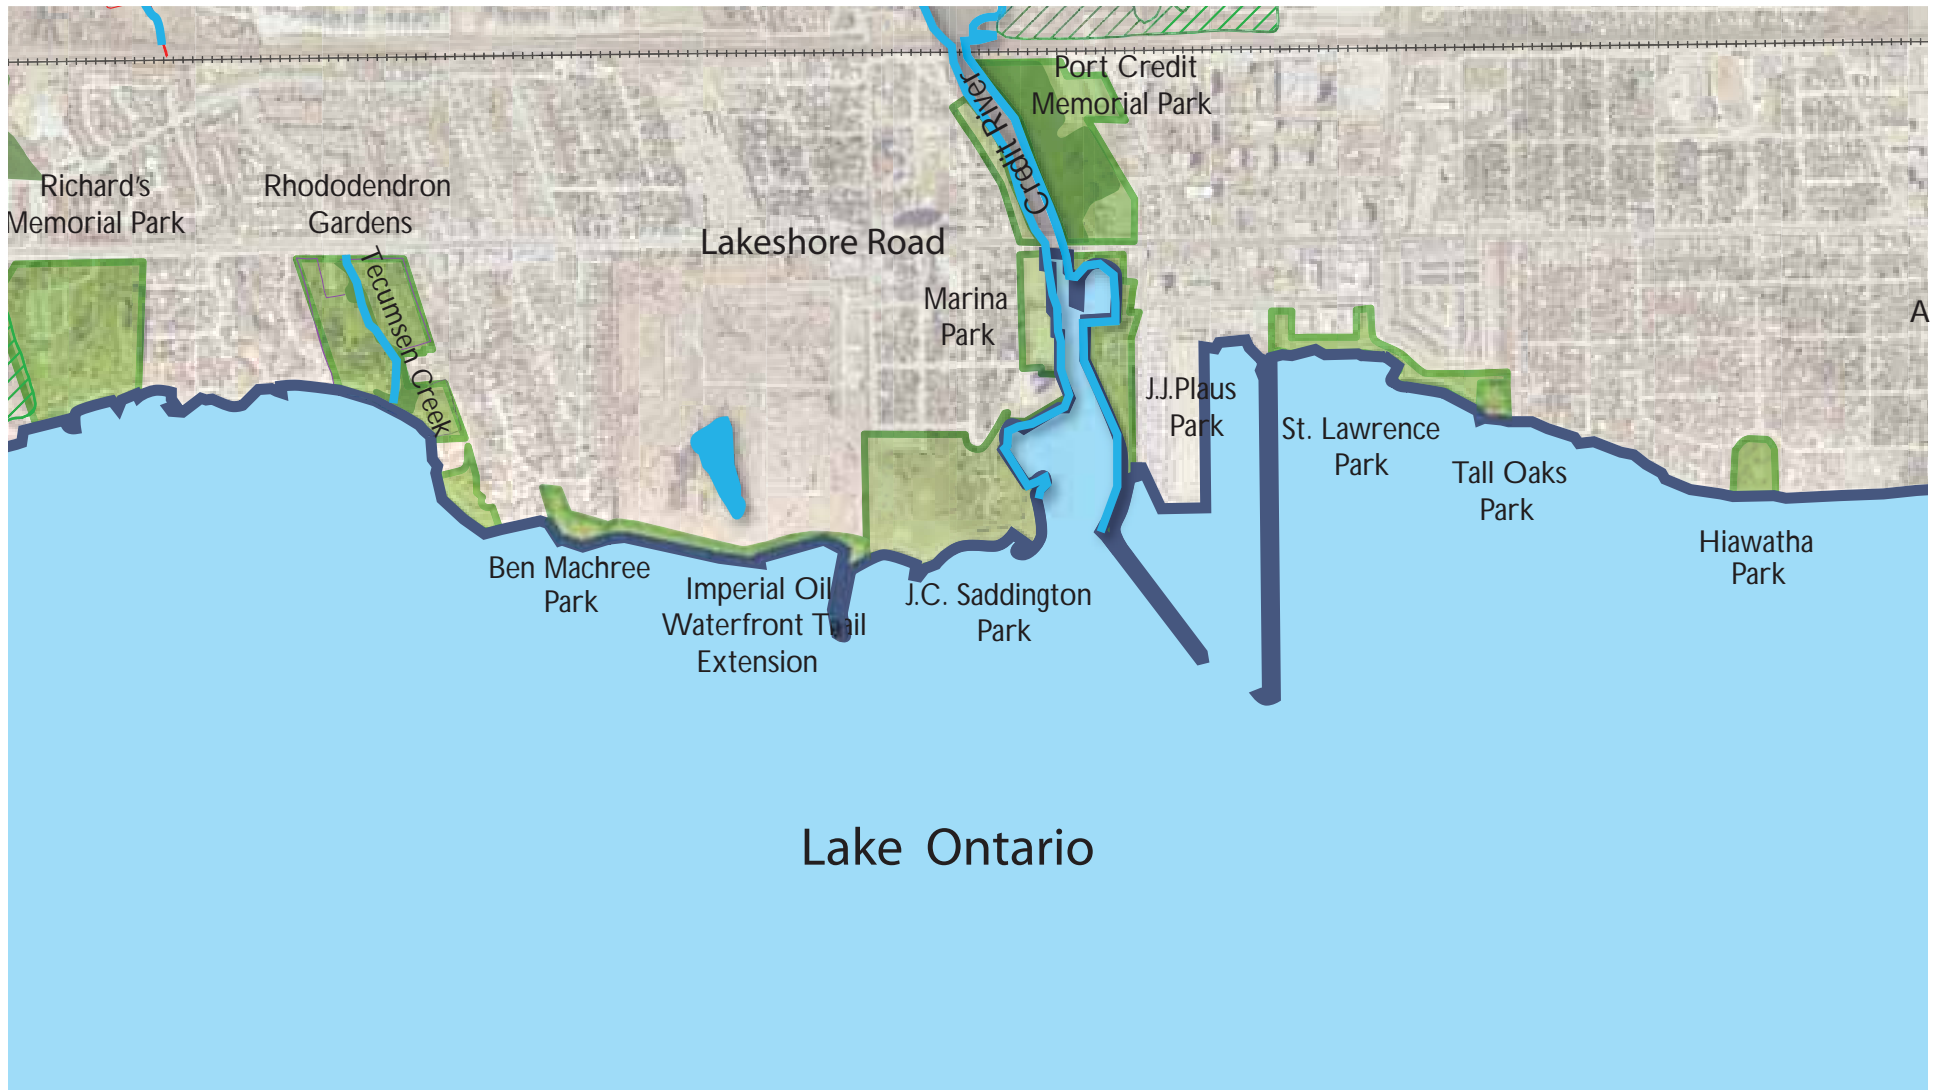 Port Credit
Memorial Park
Credit River
Richard's
Memorial Park
Rhododendron
Gardens
Tecumsen Creek
Lakeshore Road
Marina
Park
A
J.J.Plaus
Park
St. Lawrence
Park
Tall Oaks
Park
Hiawatha
Park
Ben Machree
Park
Imperial Oil
Waterfront Trail
Extension
J.C. Saddington
Park
Lake Ontario